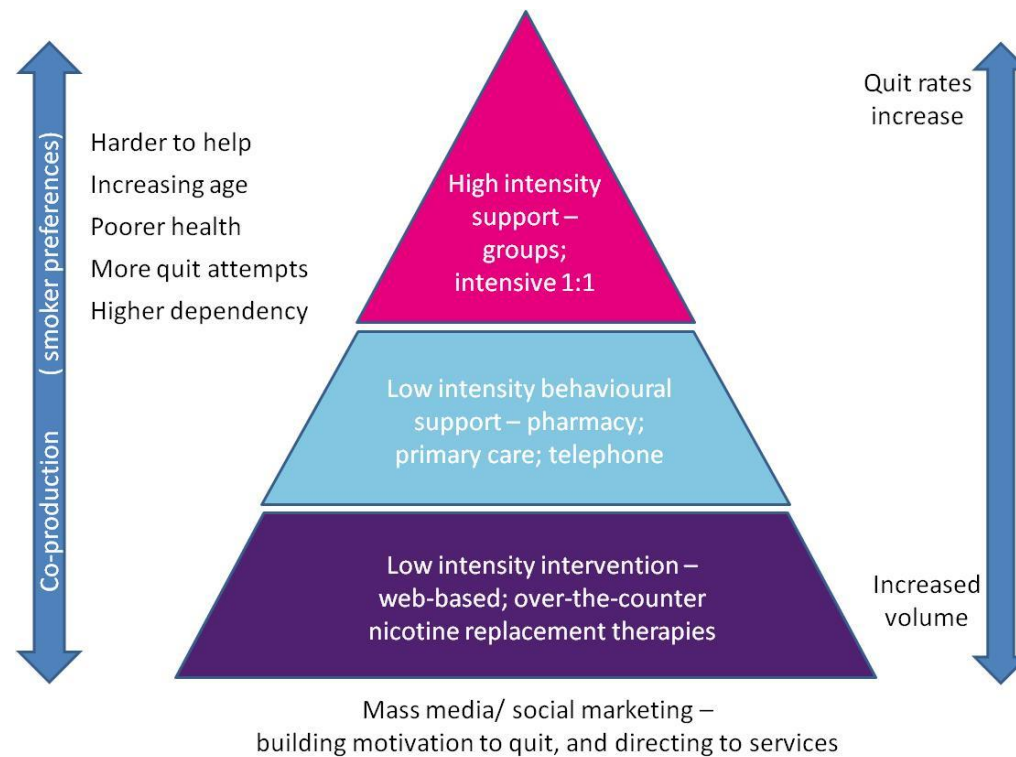 Co-production ( smoker preferences)
Harder to help
Increasing age
Poorer health
More quit attempts
Higher dependency
High intensity
support –
groups;
intensive 1:1
Low intensity behavioural
support – pharmacy;
primary care; telephone
Low intensity intervention –
web-based; over-the-counter
nicotine replacement therapies
Quit rates
increase
Increased
volume
Mass media/ social marketing –
building motivation to quit, and directing to services